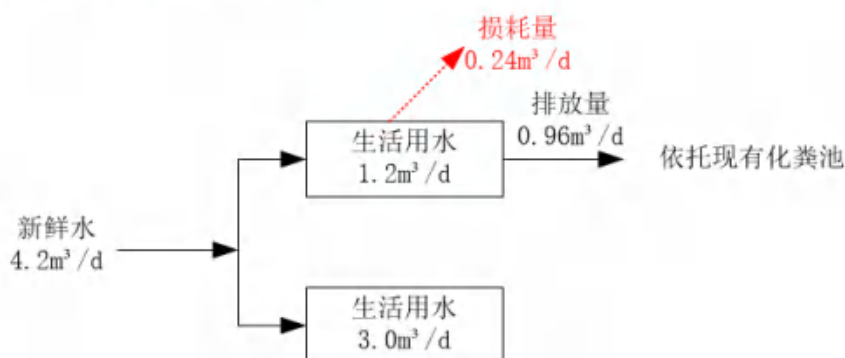 损耗量
0.24m³/d
排放量
0.96m³/d
生活用水
1.2m³/d
依托现有化粪池
新鲜水
4.2m³/d
生活用水
3.0m³/d